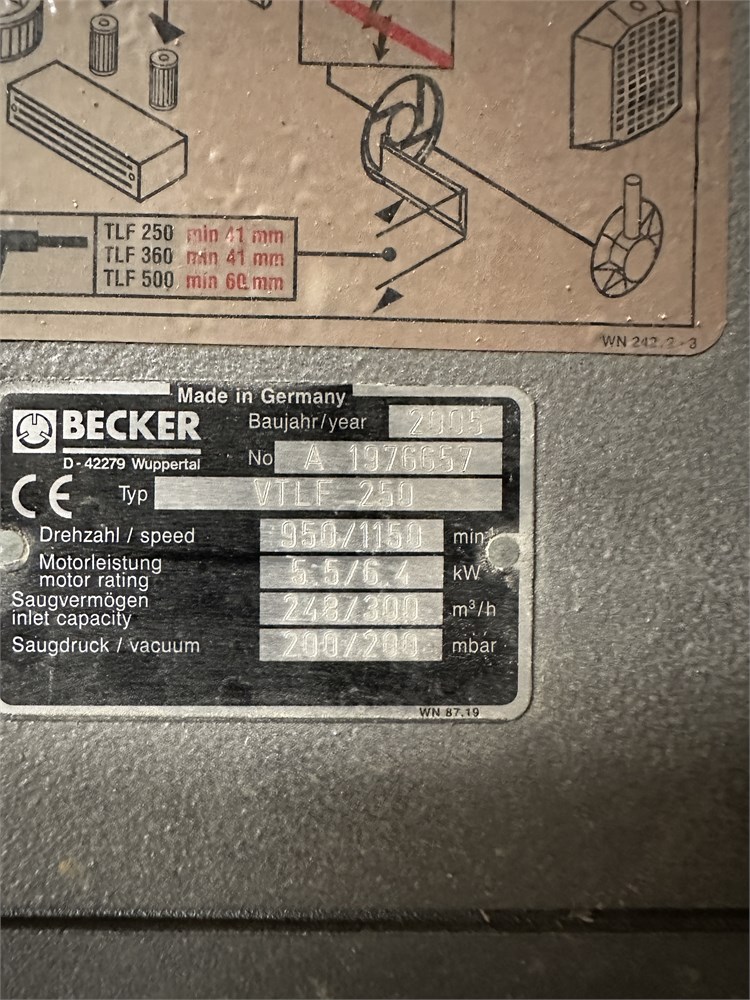 TLF 250 min 41 mm
TLF 360 min 41 mm
TLF 500 min 60 mm
WN 242.2-3
Made in Germany
BECKER
D-42279 Wuppertal
Baujahr/year 2005
No A 1976657
CE Typ VTLF 250
Drehzahl / speed 950/1150 min-1
Motorleistung
motor rating 5.5/6.4 kW
Saugvermögen
inlet capacity 248/300 m³/h
Saugdruck / vacuum 200/200 mbar
WN 87.19